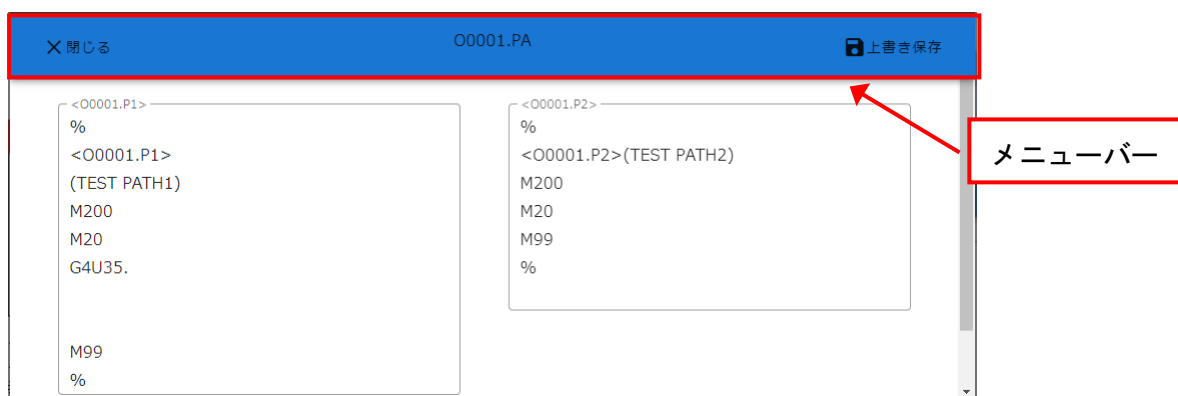 閉じる
O0001.PA
上書き保存
<O0001.P1>
%
<O0001.P1>
(TEST PATH1)
M200
M20
G4U35.
M99
%
<O0001.P2>
%
<O0001.P2>(TEST PATH2)
M200
M20
M99
%
メニューバー